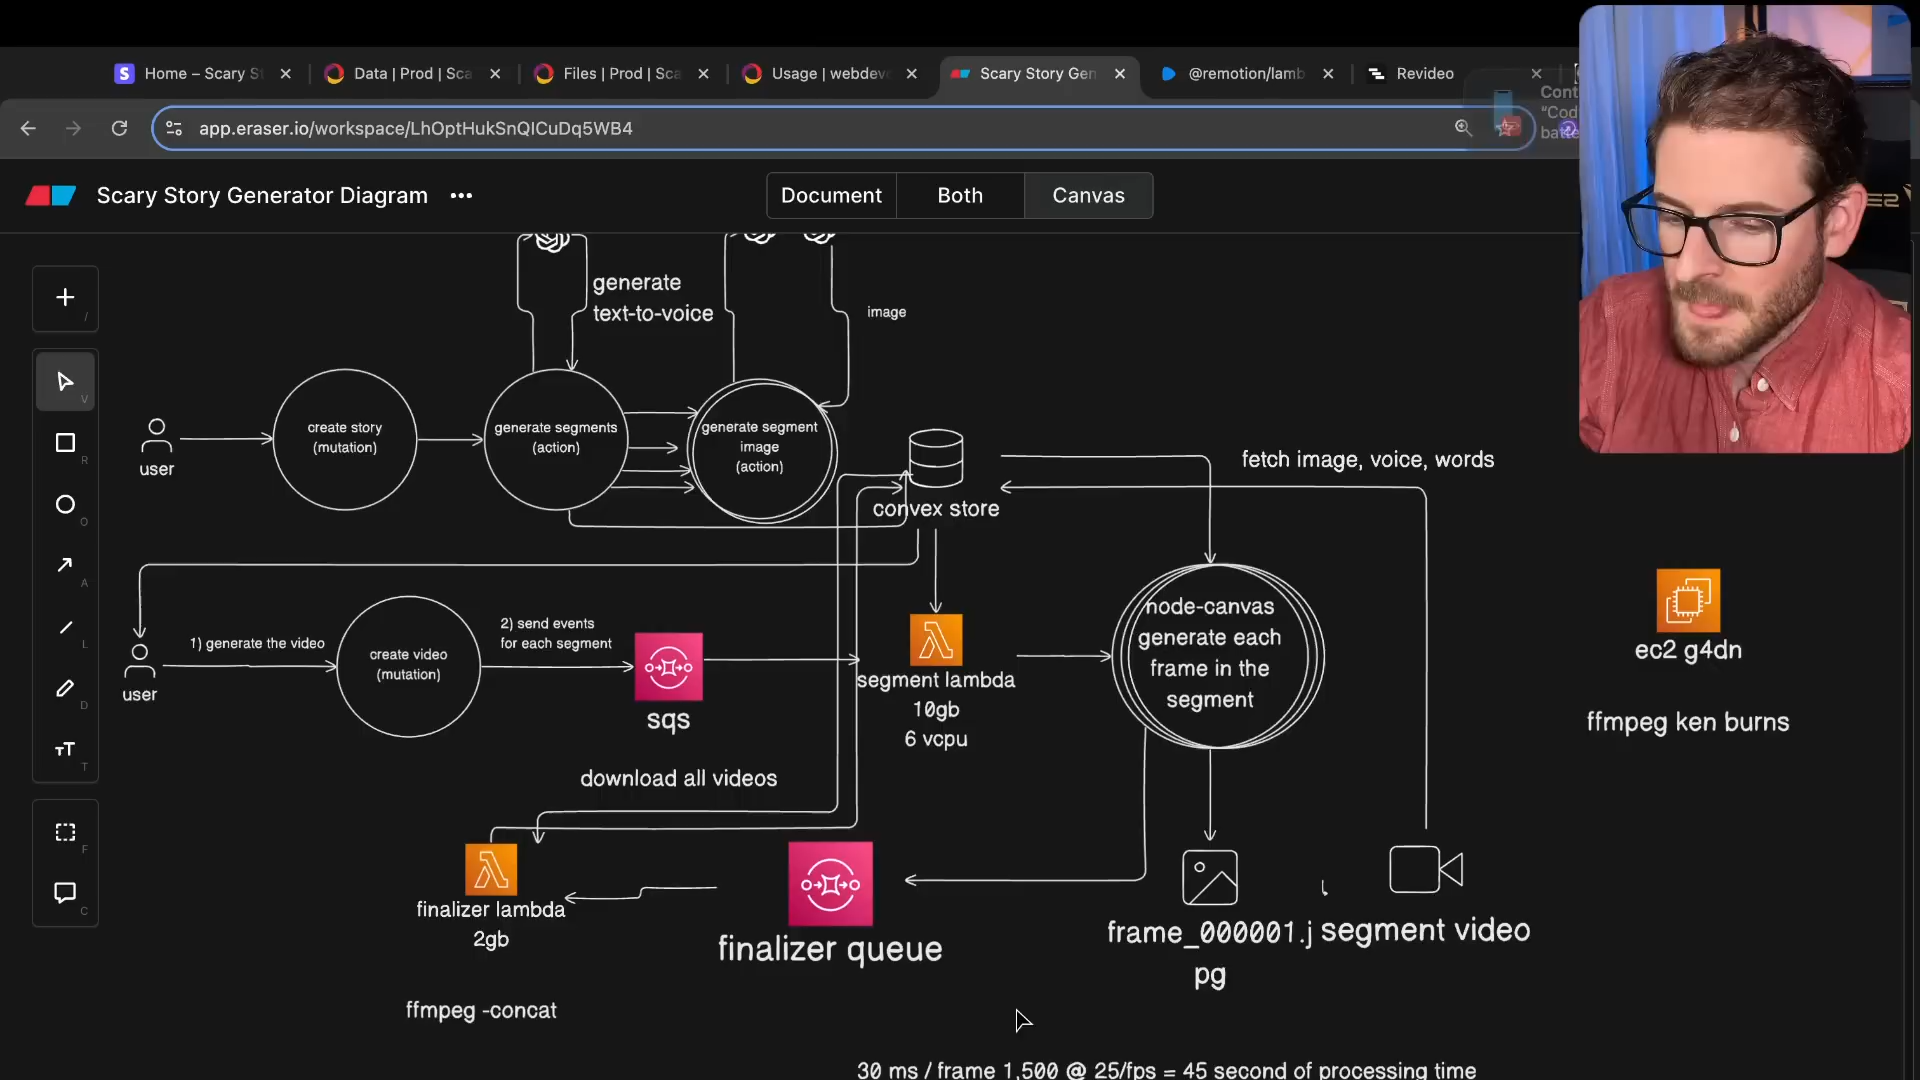 Home – Scary S
Data | Prod | Sca
Files | Prod | Sca
Usage | webdev
Scary Story Gen
@remotion/lamb
Revideo
Cont
"Cod
batte
app.eraser.io/workspace/LhOptHukSnQICuDq5WB4
Scary Story Generator Diagram
Document
Both
Canvas
generate
text-to-voice
image
user
create story
(mutation)
generate segments
(action)
generate segment
image
(action)
convex store
fetch image, voice, words
user
1) generate the video
create video
(mutation)
2) send events
for each segment
sqs
segment lambda
10gb
6 vcpu
node-canvas
generate each
frame in the
segment
ec2 g4dn
ffmpeg ken burns
download all videos
finalizer lambda
2gb
finalizer queue
frame_000001.j
pg
segment video
ffmpeg -concat
30 ms / frame 1,500 @ 25/fps = 45 second of processing time
/
V
R
O
A
L
D
T
F
C